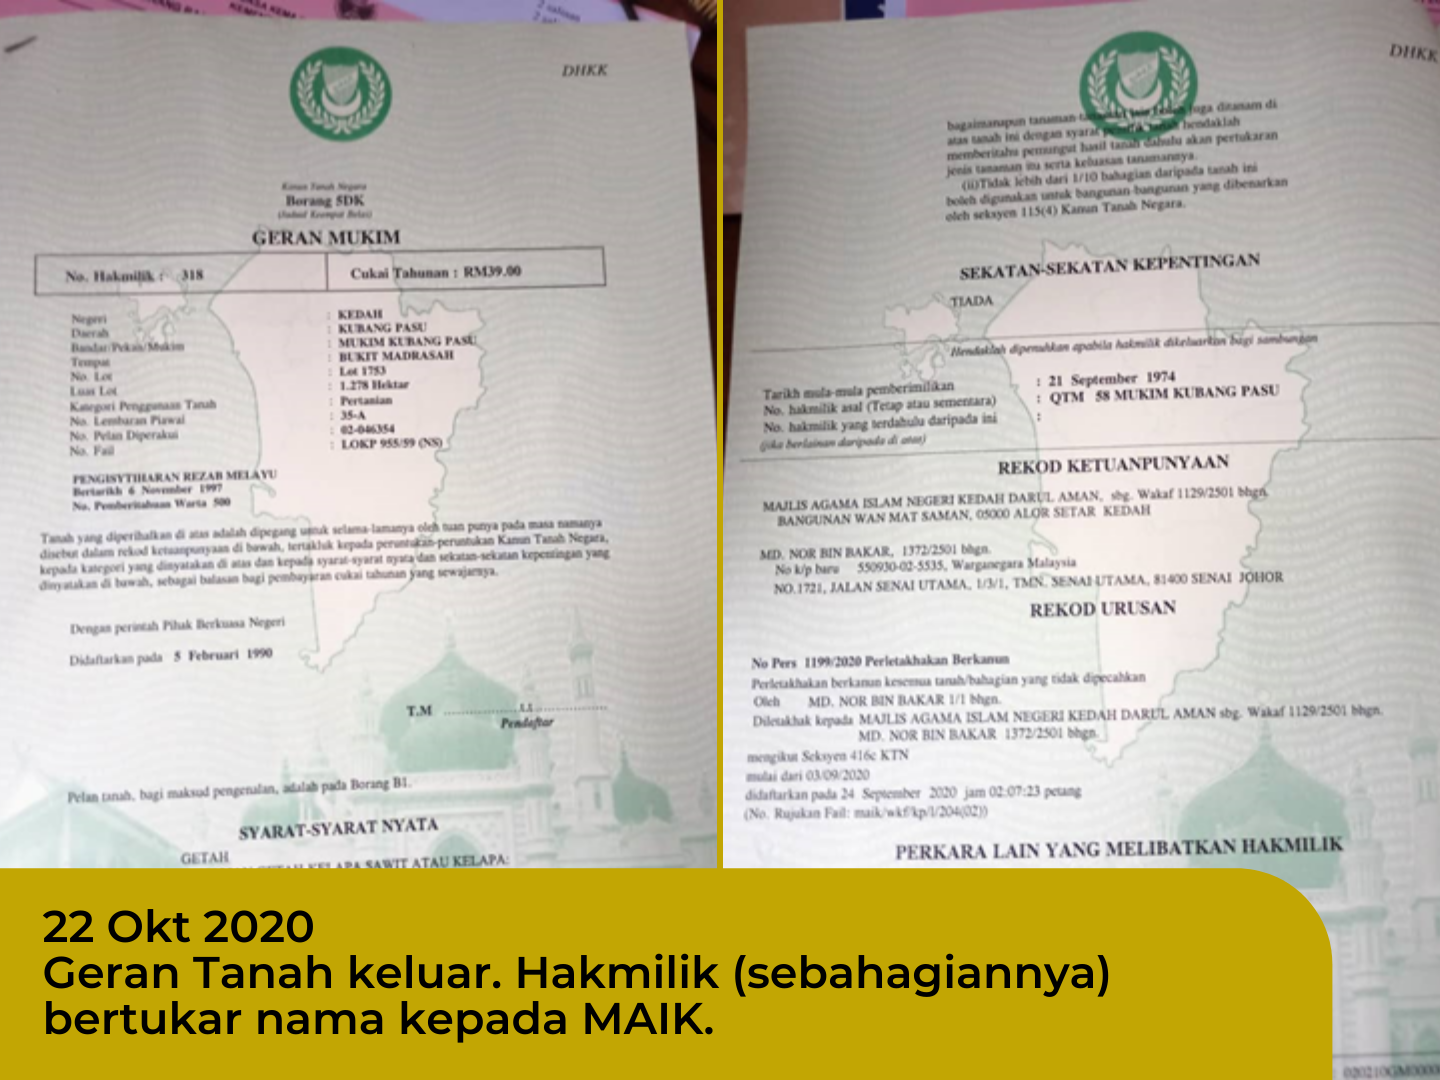 2 salinan
DHKK
Kanun Tanah Negara
Borang 5DK
(Jadual Keempat Belas)
GERAN MUKIM
No. Hakmilik : 318
Cukai Tahunan : RM39.00
Negeri : KEDAH
Daerah : KUBANG PASU
Bandar/Pekan/Mukim : MUKIM KUBANG PASU
Tempat : BUKIT MADRASAH
No. Lot : Lot 1753
Luas Lot : 1.278 Hektar
Kategori Penggunaan Tanah : Pertanian
No. Lembaran Piawai : 35-A
No. Pelan Diperakui : 02-046354
No. Fail : LOKP 955/59 (NS)
PENGISYTIHARAN REZAB MELAYU
Bertarikh 6 November 1997
No. Pemberitahuan Warta 500
Tanah yang diperihalkan di atas adalah dipegang untuk selama-lamanya oleh tuan punya pada masa namanya
disebut dalam rekod ketuanpunyaan di bawah, tertakluk kepada peruntukan-peruntukan Kanun Tanah Negara,
kepada kategori yang dinyatakan di atas dan kepada syarat-syarat nyata dan sekatan-sekatan kepentingan yang
dinyatakan di bawah, sebagai balasan bagi pembayaran cukai tahunan yang sewajarnya.
Dengan perintah Pihak Berkuasa Negeri
Didaftarkan pada 5 Februari 1990
T.M
Pendaftar
Pelan tanah, bagi maksud pengenalan, adalah pada Borang B1.
SYARAT-SYARAT NYATA
GETAH
KELAPA SAWIT ATAU KELAPA:
DHKK
bagaimanapun tanaman-tanaman lain boleh juga ditanam di
atas tanah ini dengan syarat pemilik tanah hendaklah
memberitahu pemungut hasil tanah dahulu akan pertukaran
jenis tanaman itu serta keluasan tanamannya.
(ii)Tidak lebih dari 1/10 bahagian daripada tanah ini
boleh digunakan untuk bangunan-bangunan yang dibenarkan
oleh seksyen 115(4) Kanun Tanah Negara.
SEKATAN-SEKATAN KEPENTINGAN
TIADA
Hendaklah dipenuhkan apabila hakmilik dikeluarkan bagi sambungan
Tarikh mula-mula pemberimilikan : 21 September 1974
No. hakmilik asal (Tetap atau sementara) : QTM 58 MUKIM KUBANG PASU
No. hakmilik yang terdahulu daripada ini :
(jika berlainan daripada di atas)
REKOD KETUANPUNYAAN
MAJLIS AGAMA ISLAM NEGERI KEDAH DARUL AMAN, sbg. Wakaf 1129/2501 bhgn.
BANGUNAN WAN MAT SAMAN, 05000 ALOR SETAR KEDAH
MD. NOR BIN BAKAR, 1372/2501 bhgn.
No k/p baru 550930-02-5535, Warganegara Malaysia
NO.1721, JALAN SENAI UTAMA, 1/3/1, TMN. SENAI UTAMA, 81400 SENAI JOHOR
REKOD URUSAN
No Pers 1199/2020 Perletakhakan Berkanun
Perletakhakan berkanun kesemua tanah/bahagian yang tidak dipecahkan
Oleh MD. NOR BIN BAKAR 1/1 bhgn.
Diletakhak kepada MAJLIS AGAMA ISLAM NEGERI KEDAH DARUL AMAN sbg. Wakaf 1129/2501 bhgn.
MD. NOR BIN BAKAR 1372/2501 bhgn.
mengikut Seksyen 416c KTN
mulai dari 03/09/2020
didaftarkan pada 24 September 2020 jam 02:07:23 petang
(No. Rujukan Fail: maik/wkf/kp/1/204(02))
PERKARA LAIN YANG MELIBATKAN HAKMILIK
22 Okt 2020
Geran Tanah keluar. Hakmilik (sebahagiannya)
bertukar nama kepada MAIK.